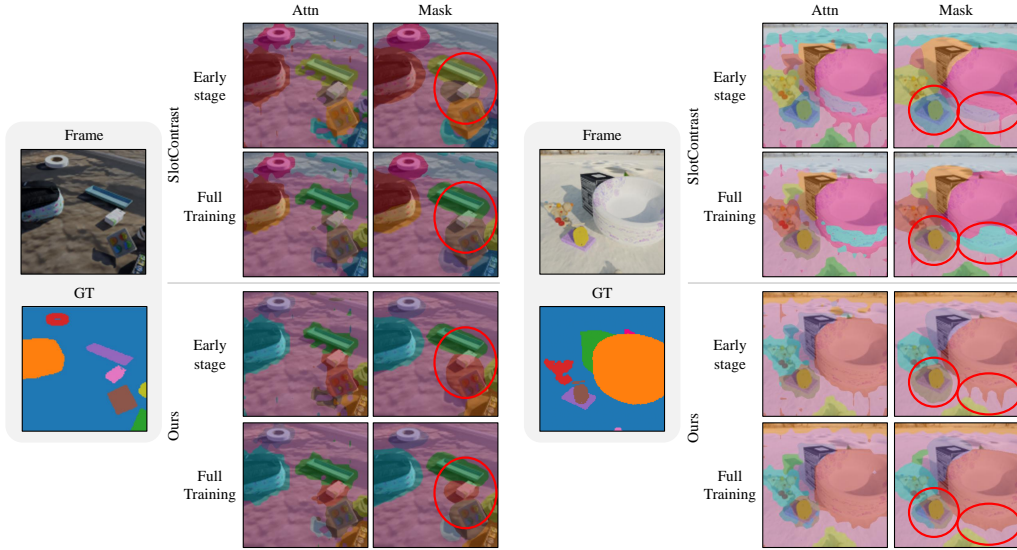 Attn Mask
Early
stage
SlotContrast
Full
Training
Frame
GT
Early
stage
Ours
Full
Training
Attn Mask
Early
stage
SlotContrast
Full
Training
Frame
GT
Early
stage
Ours
Full
Training